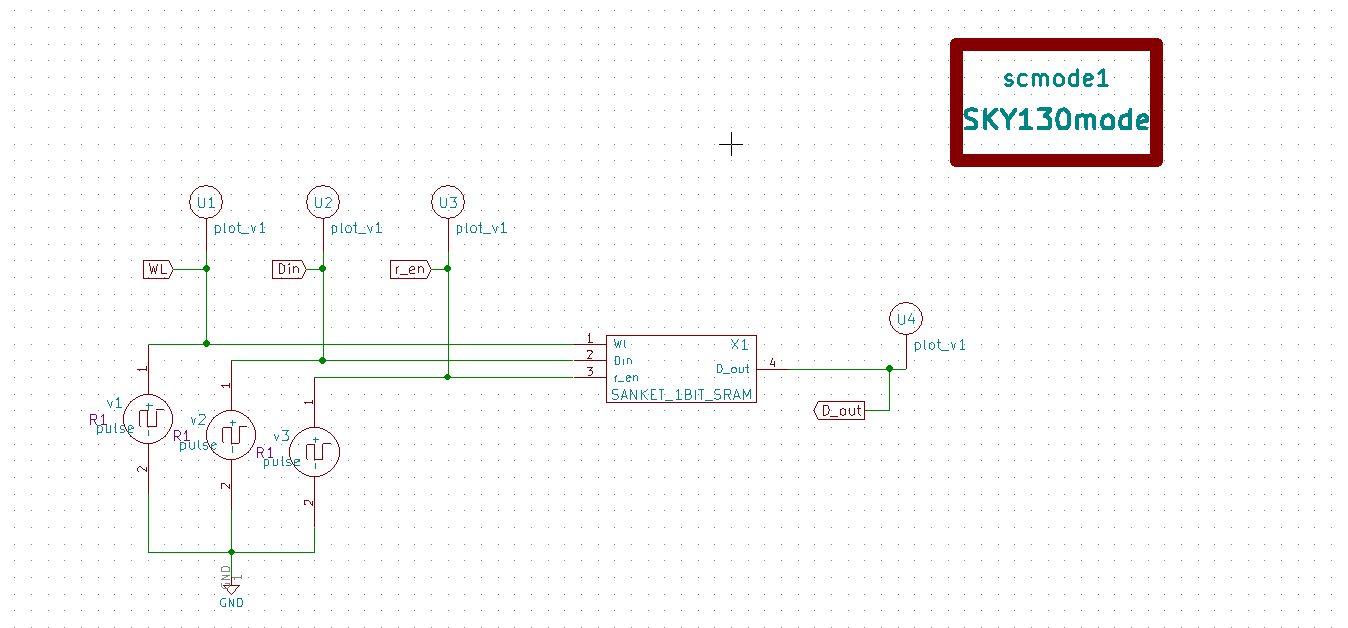 scmode1
SKY130mode
U1
plot_v1
U2
plot_v1
U3
plot_v1
WL
Din
r_en
U4
plot_v1
1
Wl
X1
2
Din
D_out
4
3
r_en
SANKET_1BIT_SRAM
D_out
1
v1
R1
pulse
2
1
v2
R1
pulse
2
1
v3
R1
pulse
2
GND
1
GND